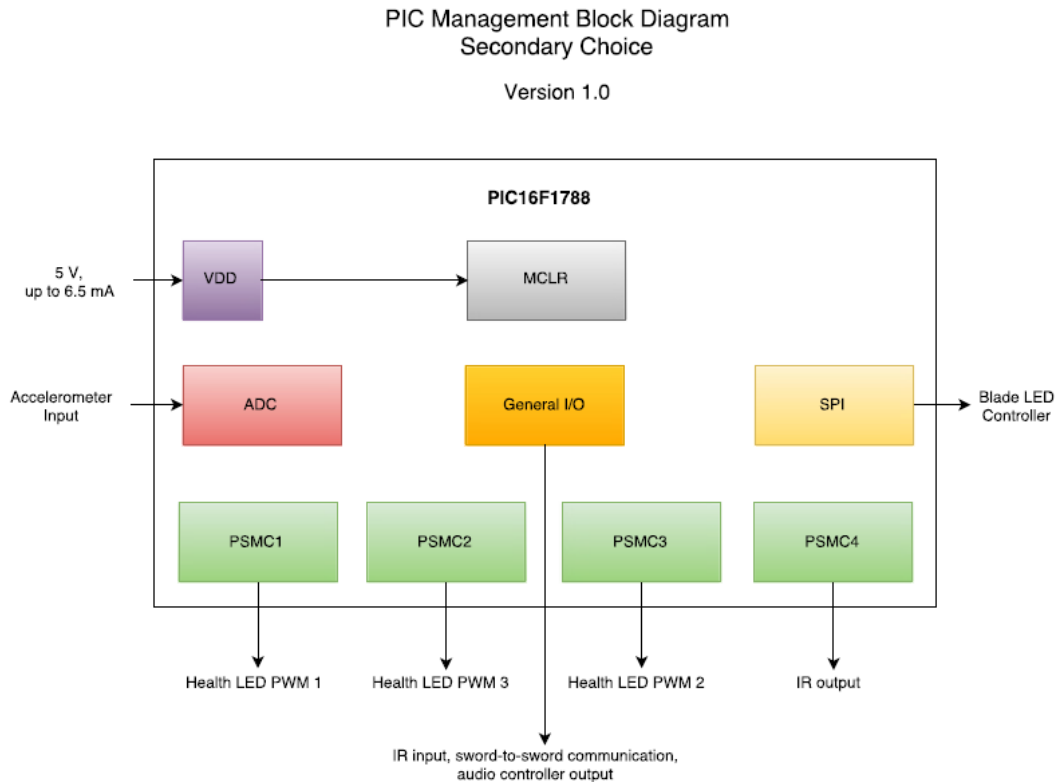 PIC Management Block Diagram
Secondary Choice
Version 1.0
PIC16F1788
5 V,
up to 6.5 mA
VDD
MCLR
Accelerometer
Input
ADC
General I/O
SPI
Blade LED
Controller
PSMC1
PSMC2
PSMC3
PSMC4
Health LED PWM 1
Health LED PWM 3
Health LED PWM 2
IR output
IR input, sword-to-sword communication,
audio controller output